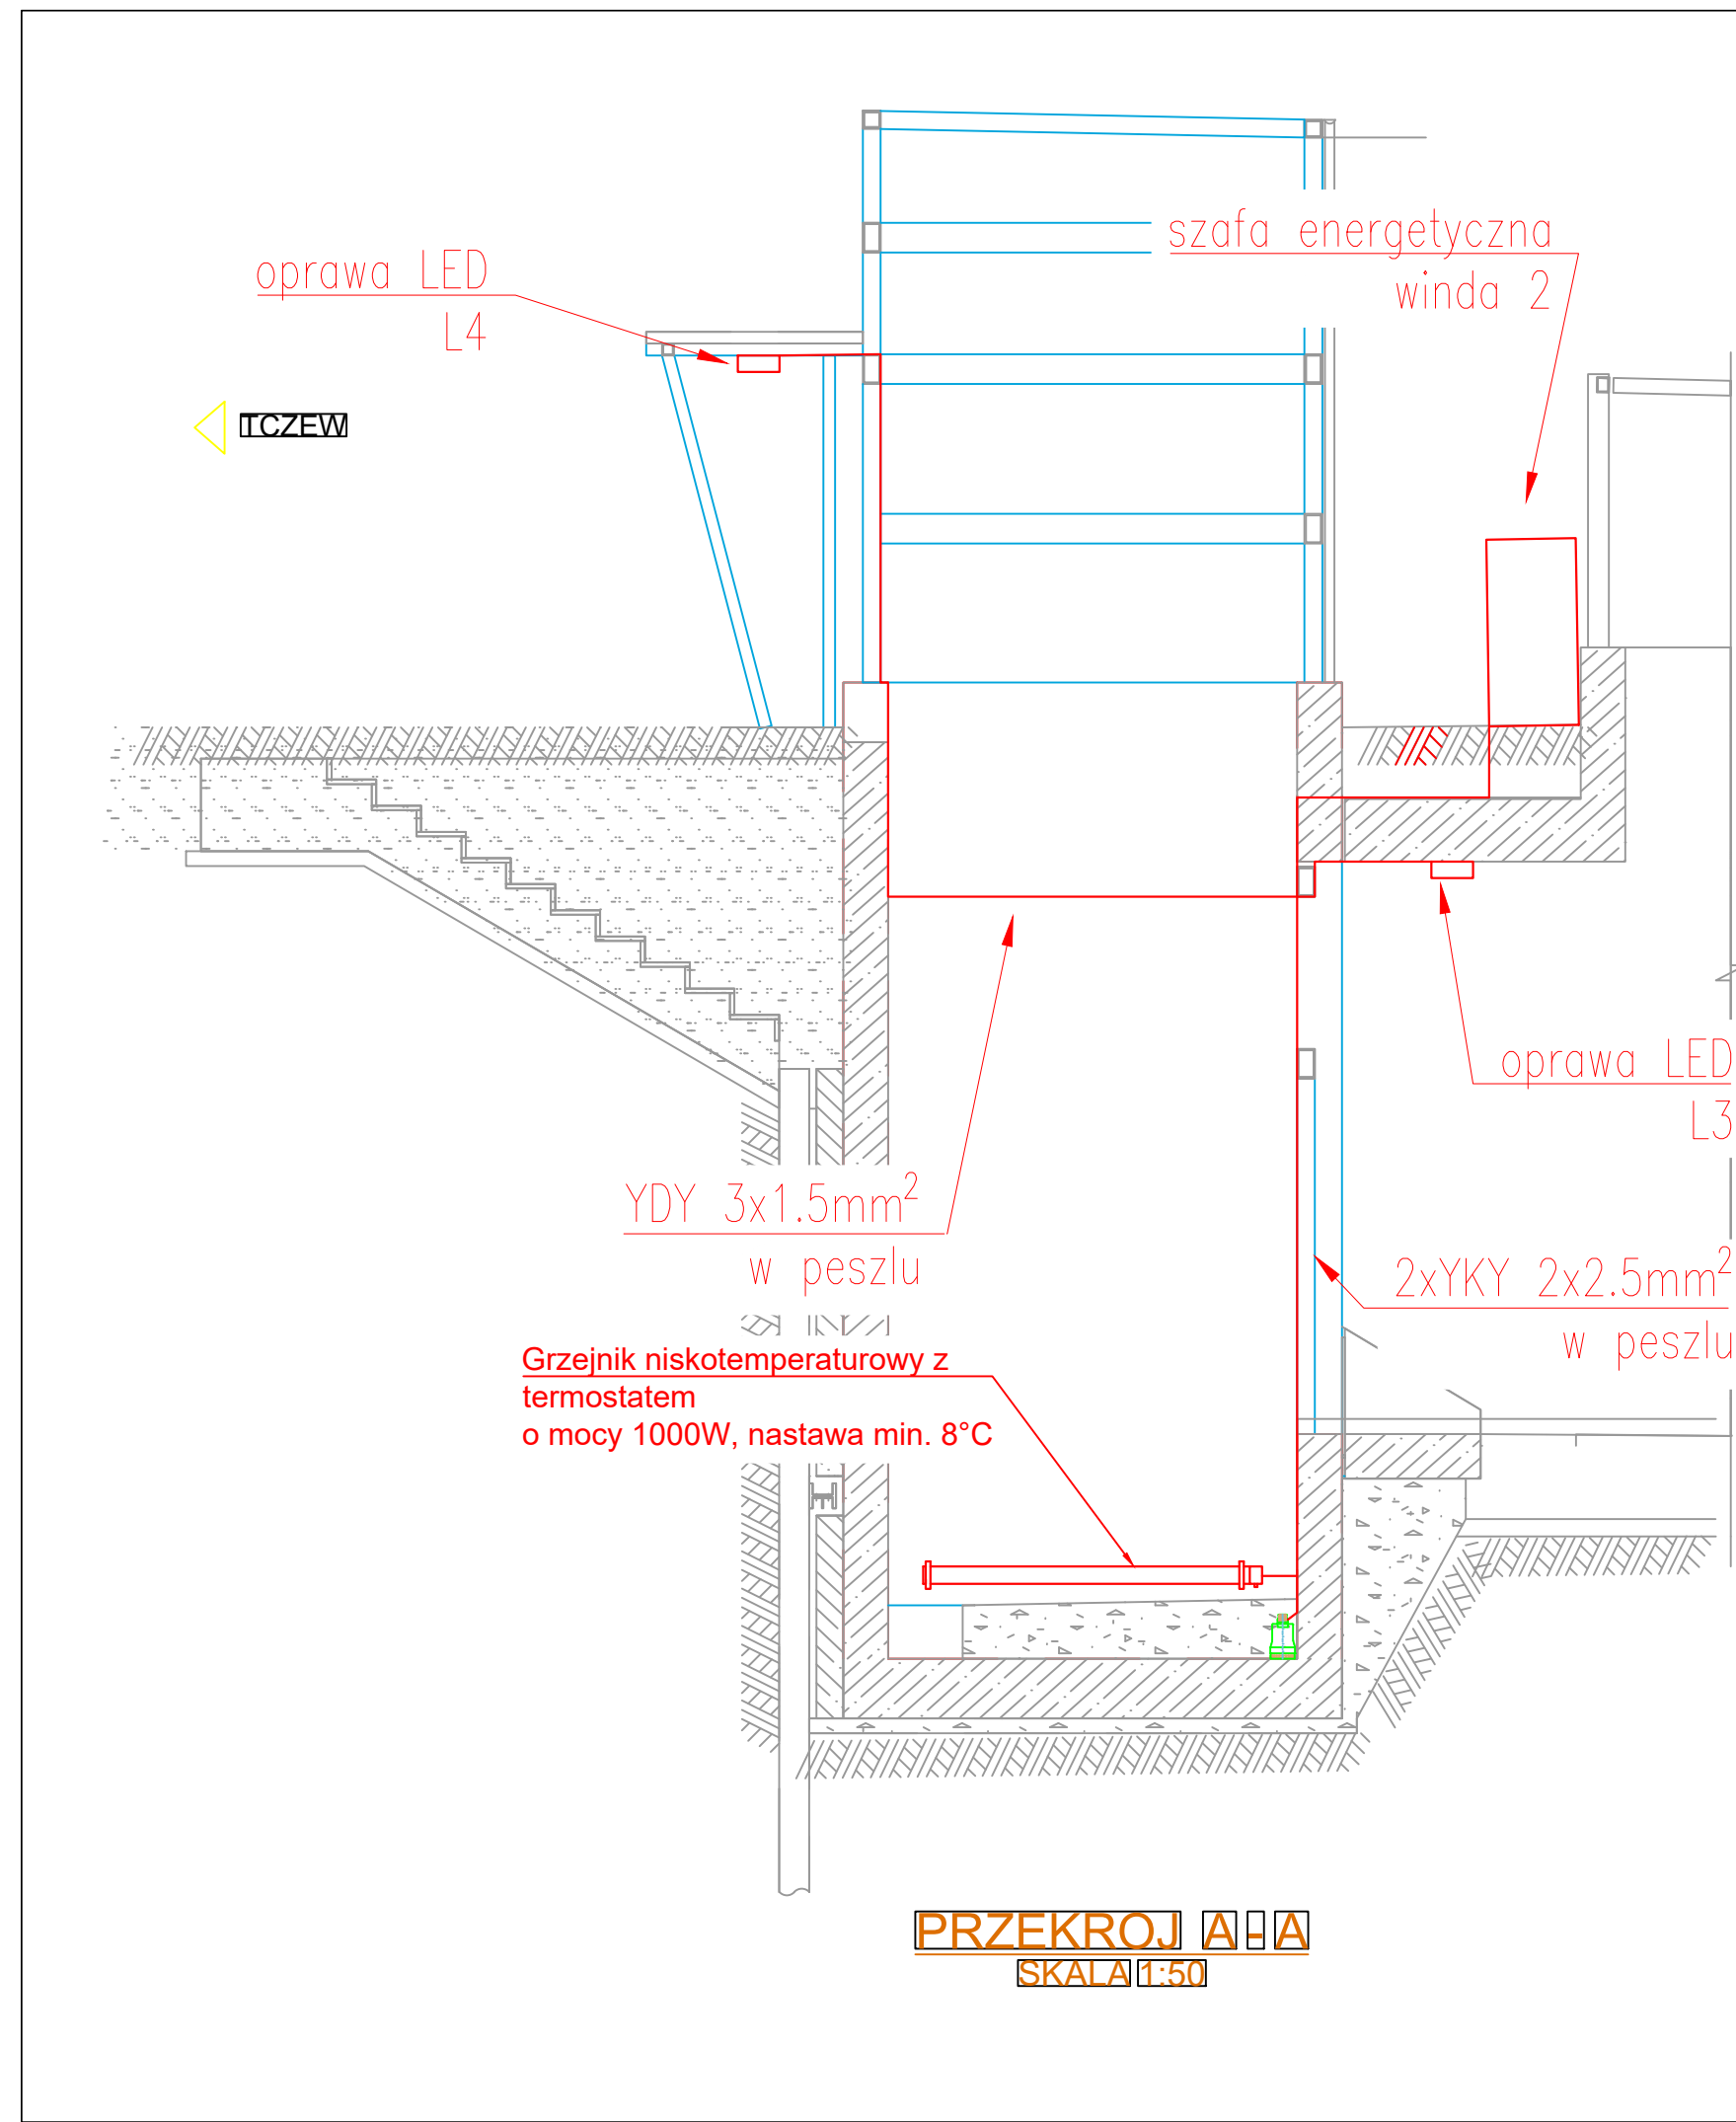 szafa energetyczna
winda 2
oprawa LED
L4
TCZEW
oprawa LED
L3
YDY 3x1.5mm²
w peszlu
2xYKY 2x2.5mm²
w peszlu
Grzejnik niskotemperaturowy z
termostatem
o mocy 1000W, nastawa min. 8°C
PRZEKROJ A-A
SKALA 1:50